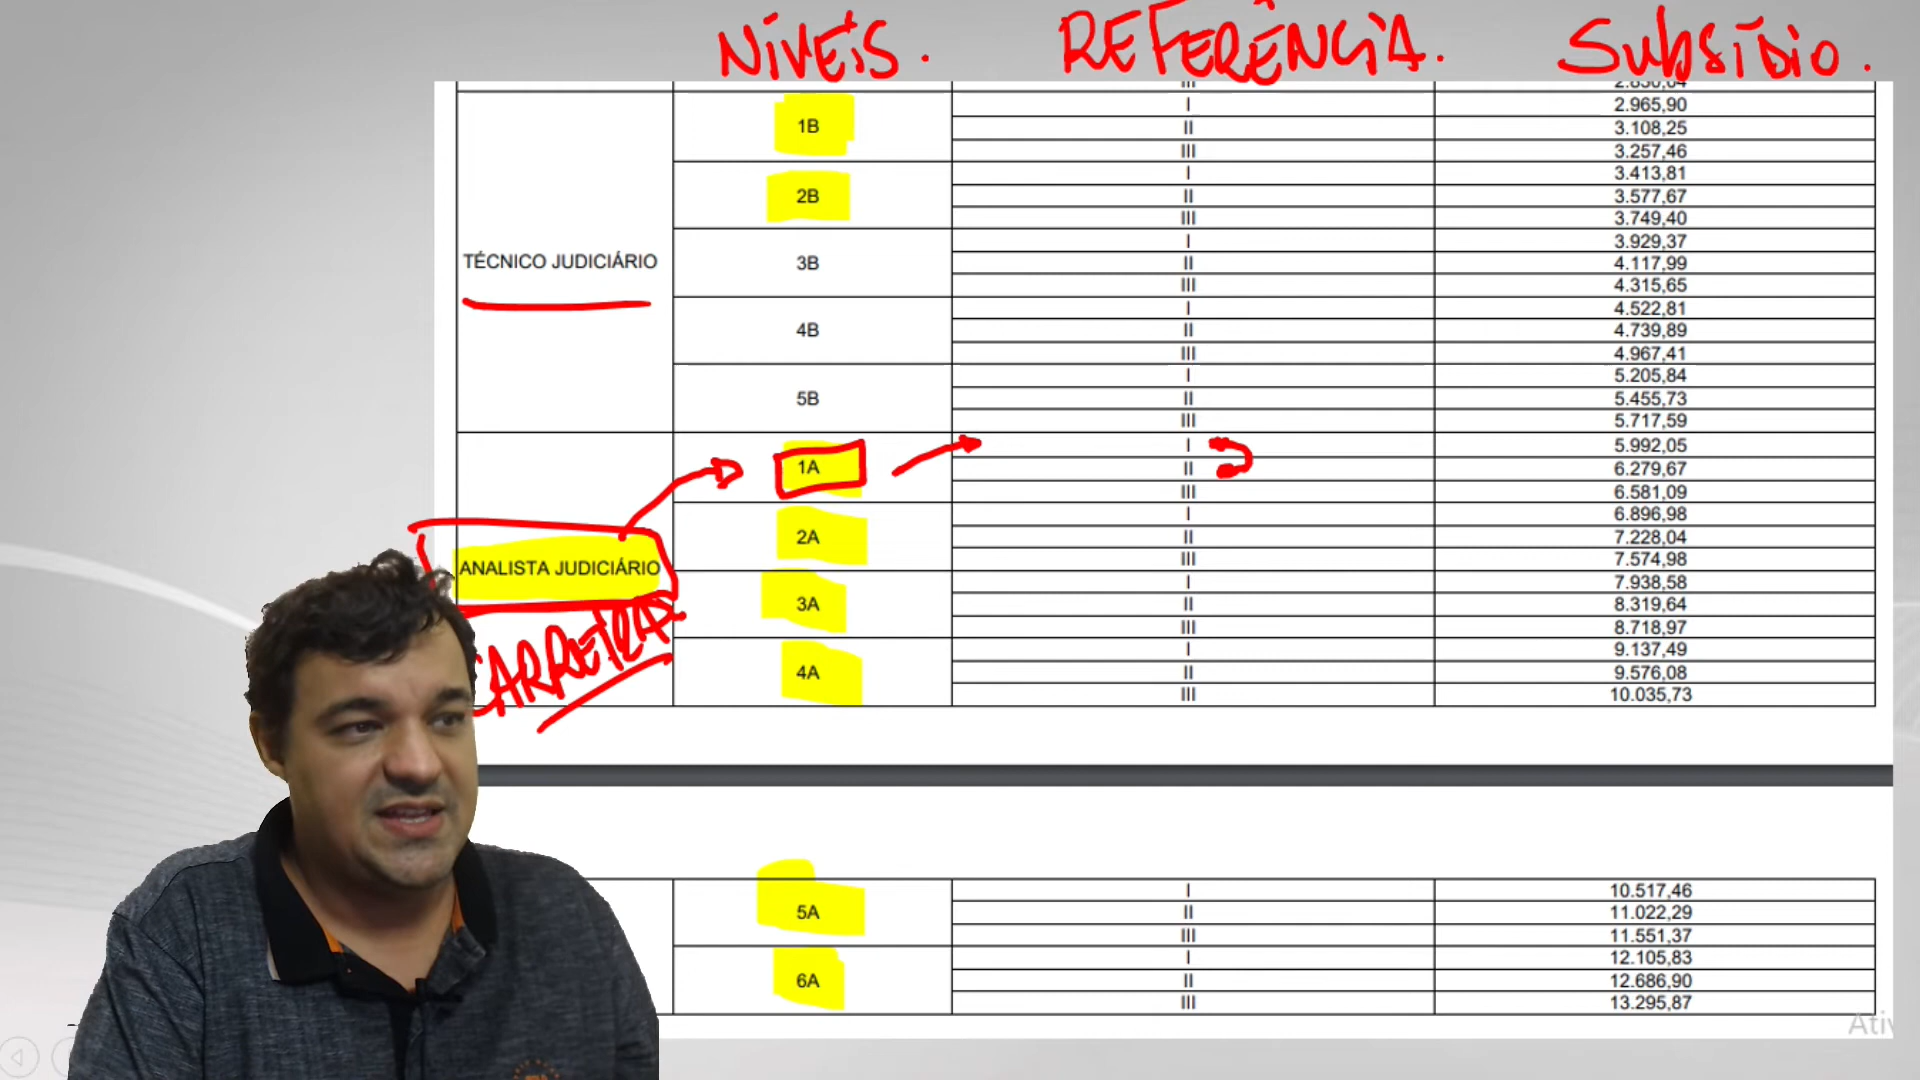 NÍVEIS. REFERÊNCIA. SUBSÍDIO.
III 2.830,04
TÉCNICO JUDICIÁRIO
1B I 2.965,90
II 3.108,25
III 3.257,46
2B I 3.413,81
II 3.577,67
III 3.749,40
3B I 3.929,37
II 4.117,99
III 4.315,65
4B I 4.522,81
II 4.739,89
III 4.967,41
5B I 5.205,84
II 5.455,73
III 5.717,59
ANALISTA JUDICIÁRIO
CARREIRA
1A I 5.992,05
II 6.279,67
III 6.581,09
2A I 6.896,98
II 7.228,04
III 7.574,98
3A I 7.938,58
II 8.319,64
III 8.718,97
4A I 9.137,49
II 9.576,08
III 10.035,73
5A I 10.517,46
II 11.022,29
III 11.551,37
6A I 12.105,83
II 12.686,90
III 13.295,87
Ativ